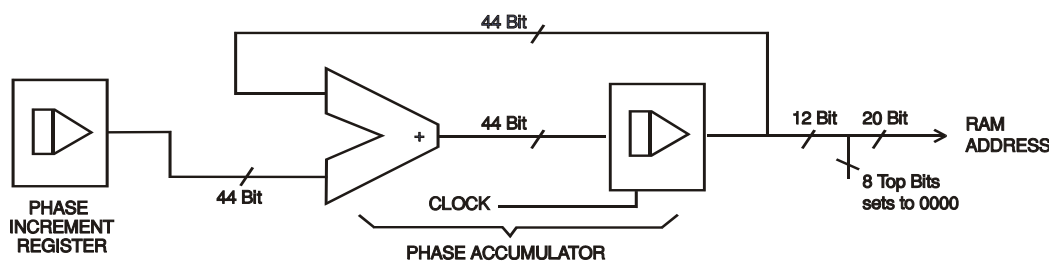 44 Bit
44 Bit
12 Bit
20 Bit
RAM
ADDRESS
+
44 Bit
8 Top Bits
sets to 0000
CLOCK
PHASE
INCREMENT
REGISTER
PHASE ACCUMULATOR